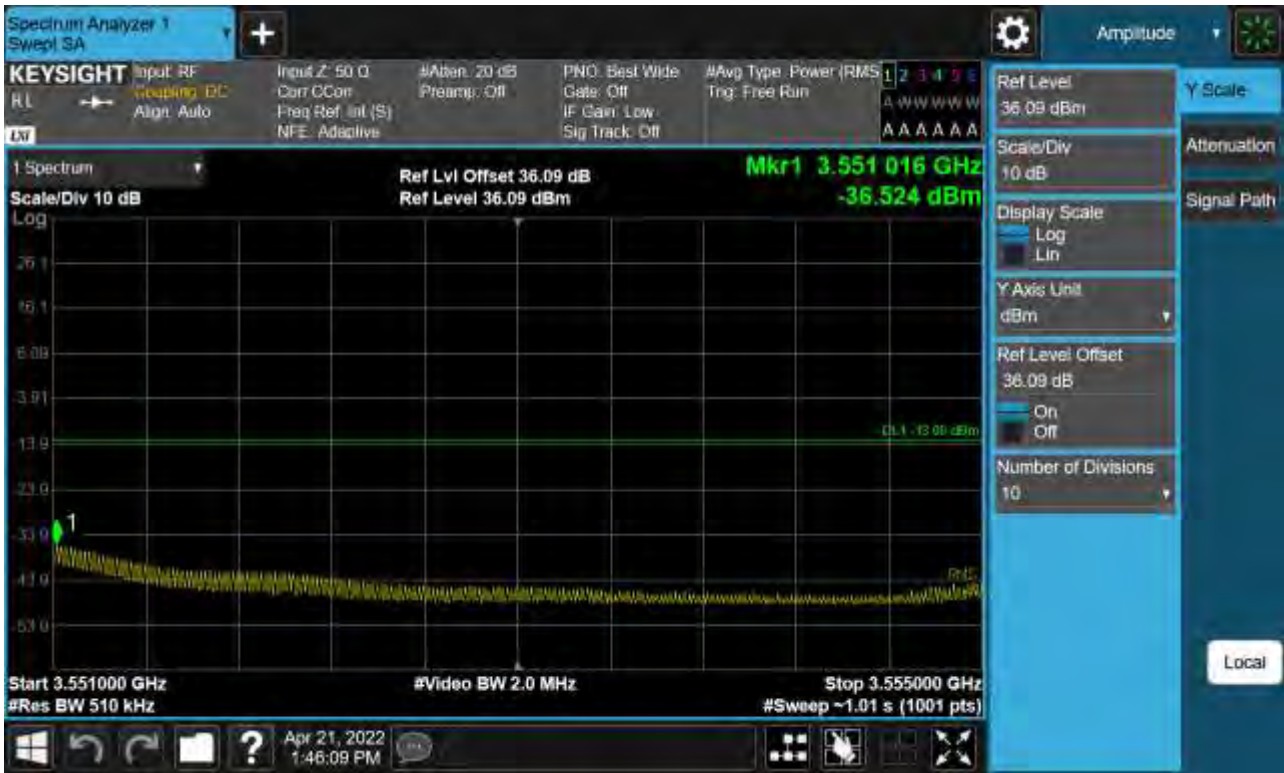 Spectrum Analyzer 1
Swept SA
Amplitude
KEYSIGHT
RL
LXI
Input: RF
Coupling: DC
Align: Auto
Input Z: 50 Ω
Corr CCorr
Freq Ref: Int (S)
NFE: Adaptive
#Atten: 20 dB
Preamp: Off
PNO: Best Wide
Gate: Off
IF Gain: Low
Sig Track: Off
#Avg Type: Power (RMS
Trig: Free Run
1 2 3 4 5 6
A W W W W W
A A A A A A
1 Spectrum
Scale/Div 10 dB
Log
Ref Lvl Offset 36.09 dB
Ref Level 36.09 dBm
Mkr1 3.551 016 GHz
-36.524 dBm
26.1
16.1
6.09
-3.91
-13.9
-23.9
-33.9
-43.9
-53.9
DL1 -13.00 dBm
1
RMS
Start 3.551000 GHz
#Res BW 510 kHz
#Video BW 2.0 MHz
Stop 3.555000 GHz
#Sweep ~1.01 s (1001 pts)
Ref Level
36.09 dBm
Scale/Div
10 dB
Display Scale
Log
Lin
Y Axis Unit
dBm
Ref Level Offset
36.09 dB
On
Off
Number of Divisions
10
Y Scale
Attenuation
Signal Path
Local
?
Apr 21, 2022
1:46:09 PM